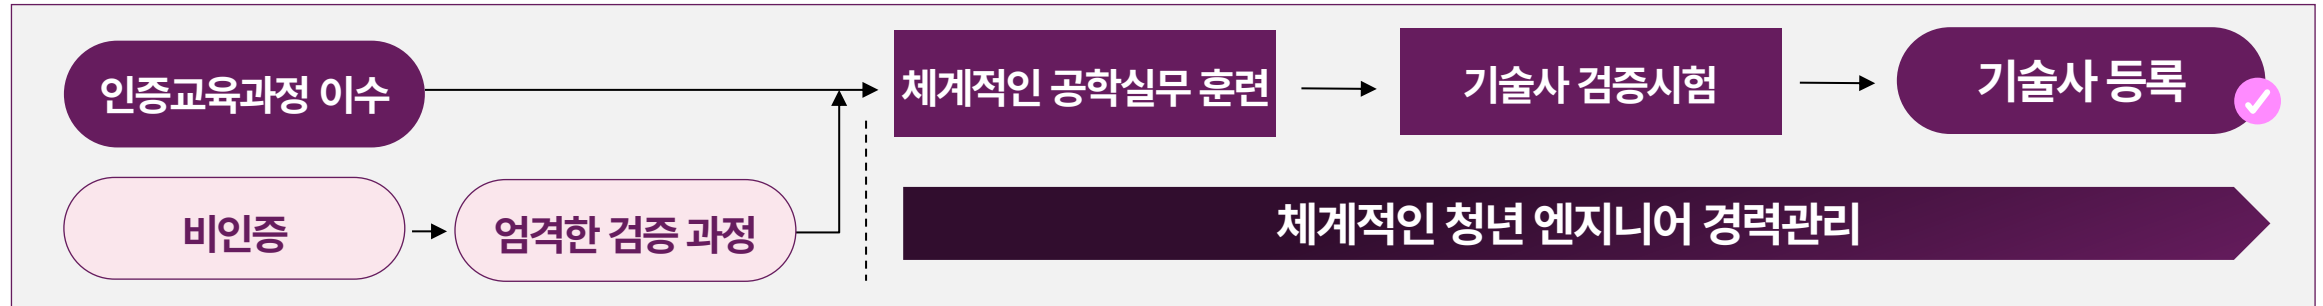 인증교육과정 이수
체계적인 공학실무 훈련
기술사 검증시험
기술사 등록
비인증
엄격한 검증 과정
체계적인 청년 엔지니어 경력관리